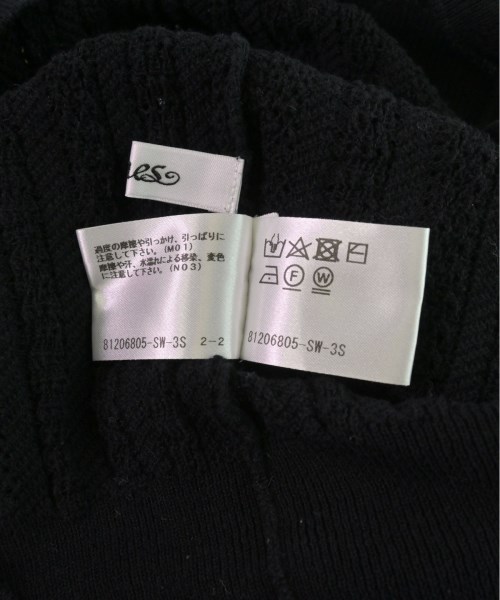 es
過度の摩擦や引っかけ、引っぱりに
注意して下さい。(M01)
摩擦や汗、水濡れによる移染、変色
に注意して下さい。(N03)
81206805-SW-3S 2-2
F W
81206805-SW-3S